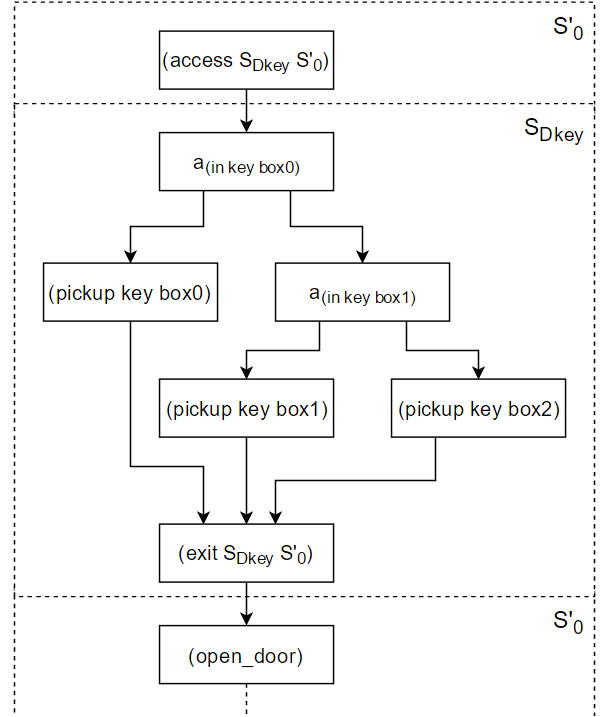 S'0
(access SDkey S'0)
SDkey
a(in key box0)
(pickup key box0)
a(in key box1)
(pickup key box1)
(pickup key box2)
(exit SDkey S'0)
S'0
(open_door)